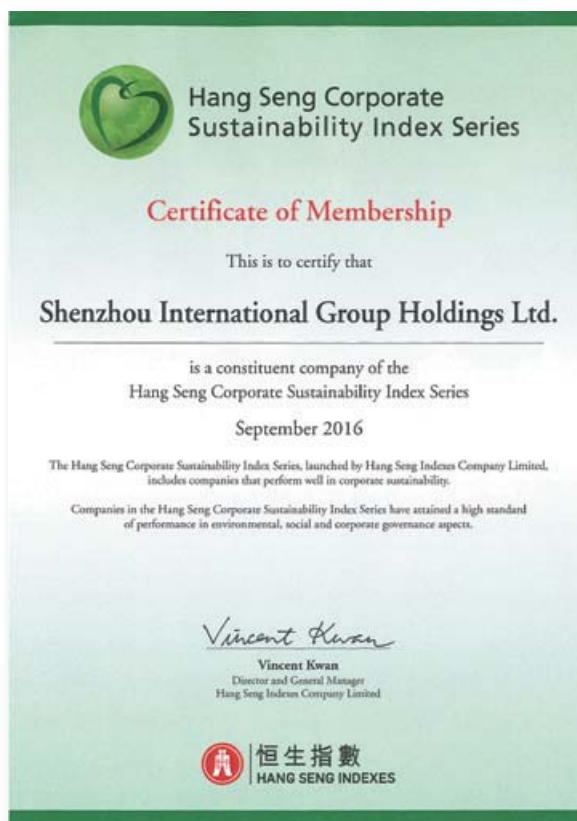 Hang Seng Corporate
Sustainability Index Series
Certificate of Membership
This is to certify that
Shenzhou International Group Holdings Ltd.
is a constituent company of the
Hang Seng Corporate Sustainability Index Series
September 2016
The Hang Seng Corporate Sustainability Index Series, launched by Hang Seng Indexes Company Limited,
includes companies that perform well in corporate sustainability.
Companies in the Hang Seng Corporate Sustainability Index Series have attained a high standard
of performance in environmental, social and corporate governance aspects.
Vincent Kwan
Vincent Kwan
Director and General Manager
Hang Seng Indexes Company Limited
恒生指數
HANG SENG INDEXES